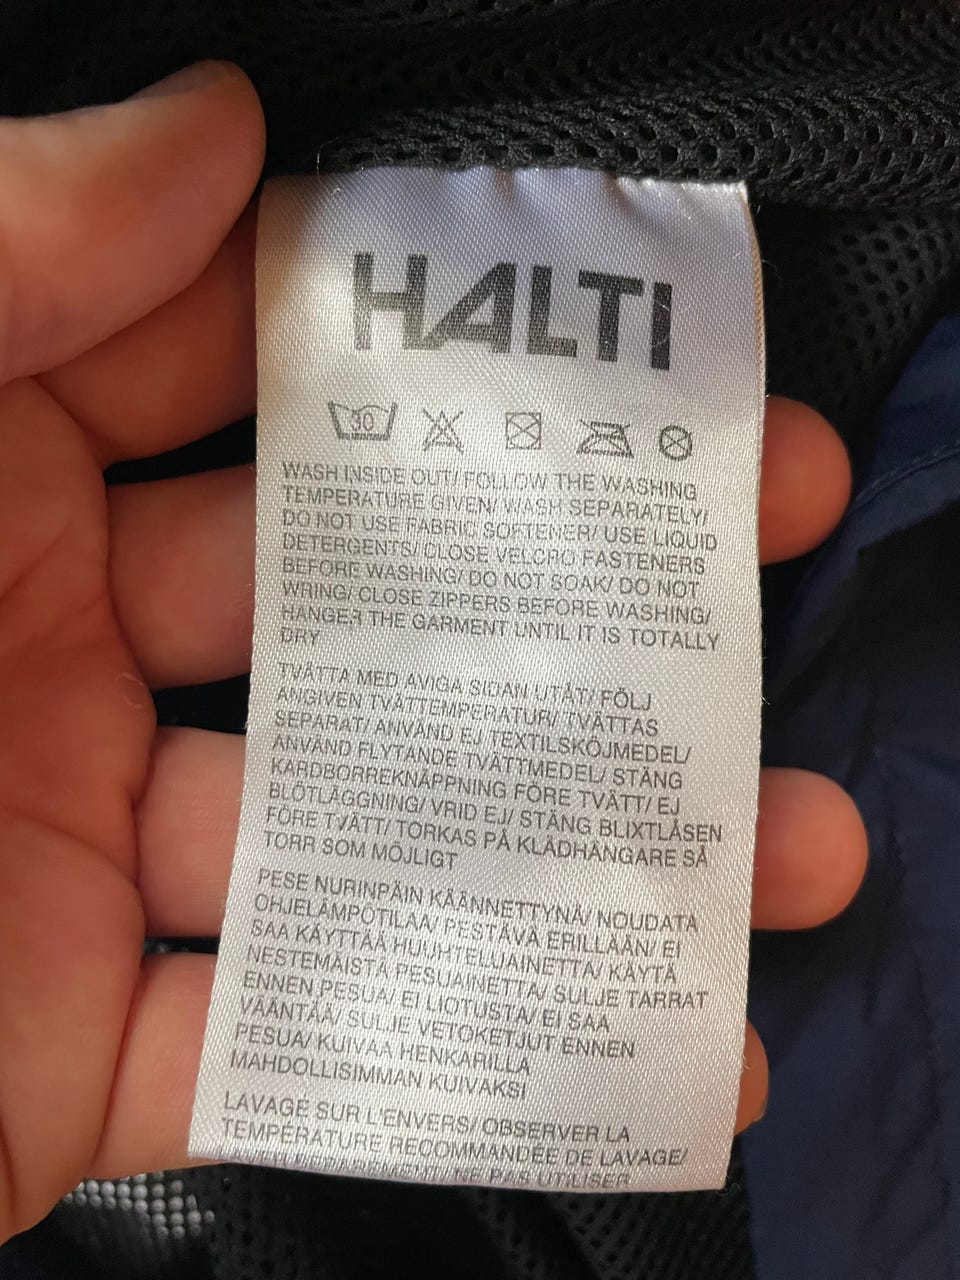 HALTI
30
WASH INSIDE OUT/ FOLLOW THE WASHING
TEMPERATURE GIVEN/ WASH SEPARATELY/
DO NOT USE FABRIC SOFTENER/ USE LIQUID
DETERGENTS/ CLOSE VELCRO FASTENERS
BEFORE WASHING/ DO NOT SOAK/ DO NOT
WRING/ CLOSE ZIPPERS BEFORE WASHING/
HANGER THE GARMENT UNTIL IT IS TOTALLY
DRY
TVÄTTA MED AVIGA SIDAN UTÅT/ FÖLJ
ANGIVEN TVÄTTEMPERATUR/ TVÄTTAS
SEPARAT/ ANVÄND EJ TEXTILSKÖJMEDEL/
ANVÄND FLYTANDE TVÄTTMEDEL/ STÄNG
KARDBORREKNÄPPNING FÖRE TVÄTT/ EJ
BLÖTLÄGGNING/ VRID EJ/ STÄNG BLIXTLÅSEN
FÖRE TVÄTT/ TORKAS PÅ KLÄDHÄNGARE SÅ
TORR SOM MÖJLIGT
PESE NURINPÄIN KÄÄNNETTYNÄ/ NOUDATA
OHJELÄMPÖTILAA/ PESTÄVÄ ERILLÄÄN/ EI
SAA KÄYTTÄÄ HUUHTELUAINETTA/ KÄYTÄ
NESTEMÄISTÄ PESUAINETTA/ SULJE TARRAT
ENNEN PESUA/ EI LIOTUSTA/ EI SAA
VÄÄNTÄÄ/ SULJE VETOKETJUT ENNEN
PESUA/ KUIVAA HENKARILLA
MAHDOLLISIMMAN KUIVAKSI
LAVAGE SUR L'ENVERS/ OBSERVER LA
TEMPÉRATURE RECOMMANDÉE DE LAVAGE/
NE PAS UTILISER